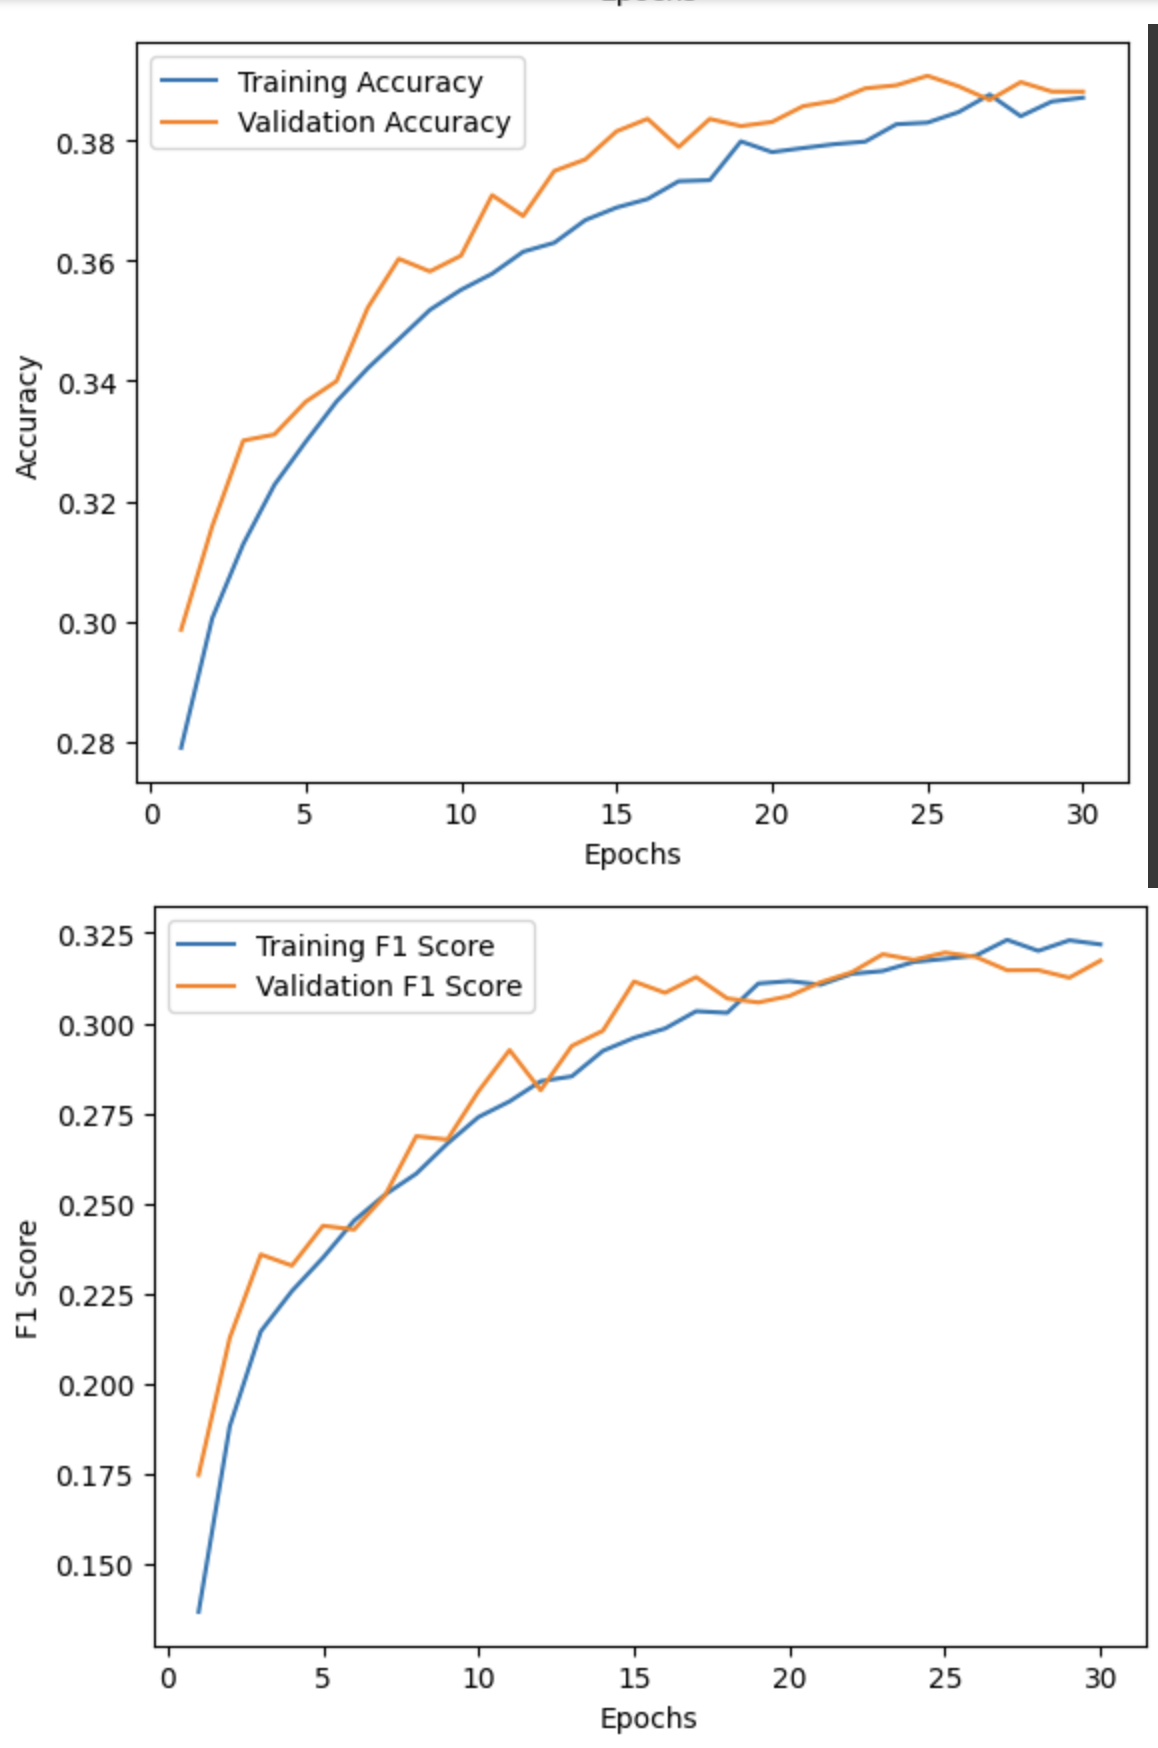 Epochs
Training Accuracy
Validation Accuracy
0.38
0.36
0.34
0.32
0.30
0.28
Accuracy
0 5 10 15 20 25 30
Epochs
Training F1 Score
Validation F1 Score
0.325
0.300
0.275
0.250
0.225
0.200
0.175
0.150
F1 Score
0 5 10 15 20 25 30
Epochs